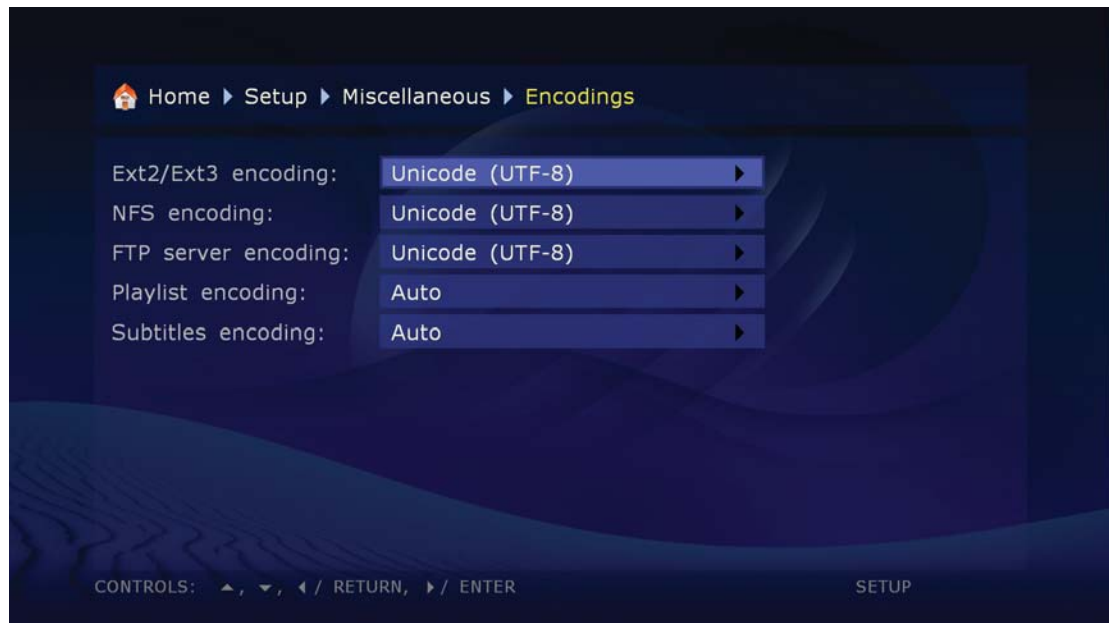 Home ▶ Setup ▶ Miscellaneous ▶ Encodings
Ext2/Ext3 encoding: Unicode (UTF-8)
NFS encoding: Unicode (UTF-8)
FTP server encoding: Unicode (UTF-8)
Playlist encoding: Auto
Subtitles encoding: Auto
CONTROLS: ▲, ▼, ◀ / RETURN, ▶ / ENTER SETUP